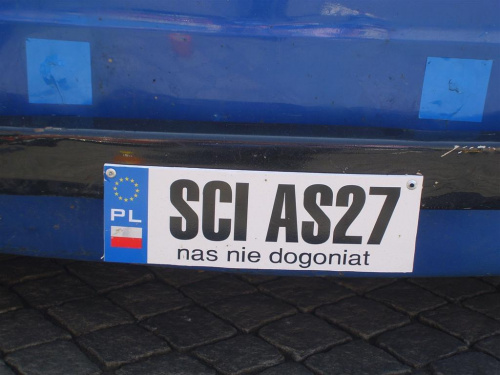 PL
SCI AS27
nas nie dogoniat